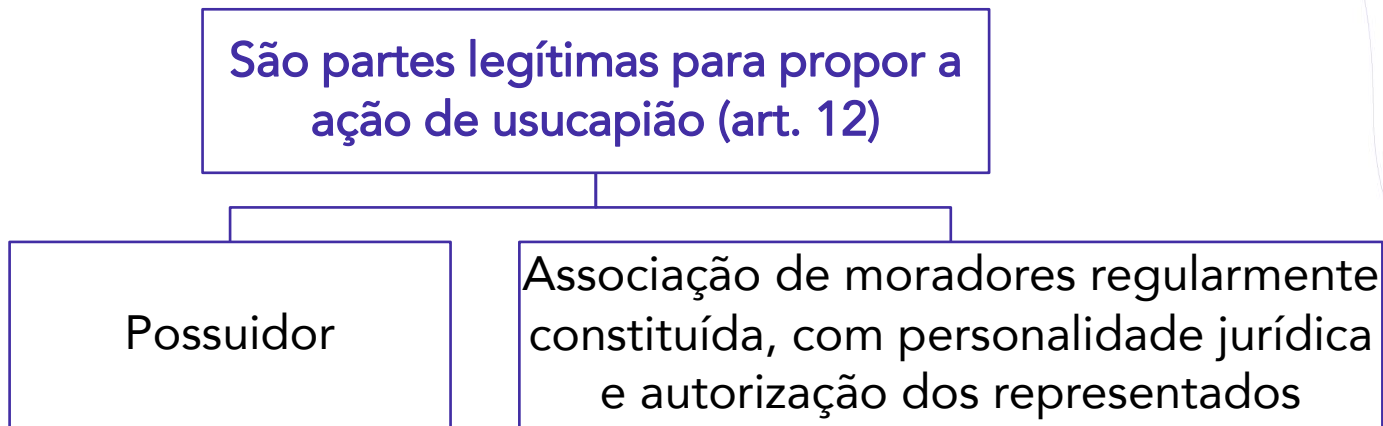 São partes legítimas para propor a
ação de usucapião (art. 12)
Possuidor
Associação de moradores regularmente
constituída, com personalidade jurídica
e autorização dos representados